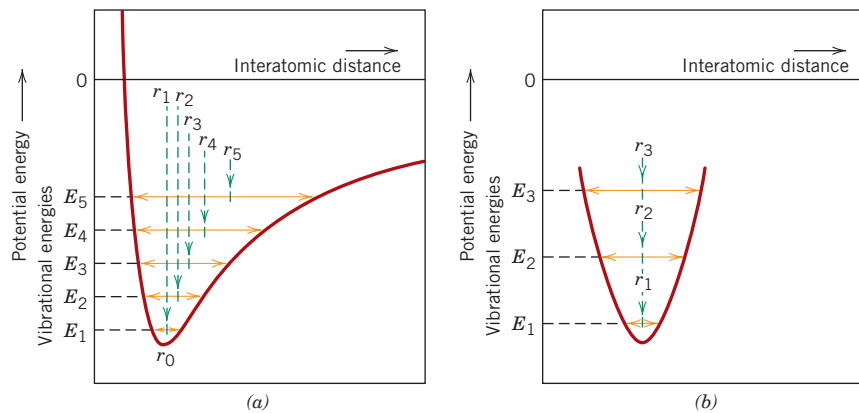 Interatomic distance
0
Potential energy
Vibrational energies
r1
r2
r3
r4
r5
E5
E4
E3
E2
E1
r0
(a)
Interatomic distance
0
Potential energy
Vibrational energies
r3
E3
r2
E2
r1
E1
(b)